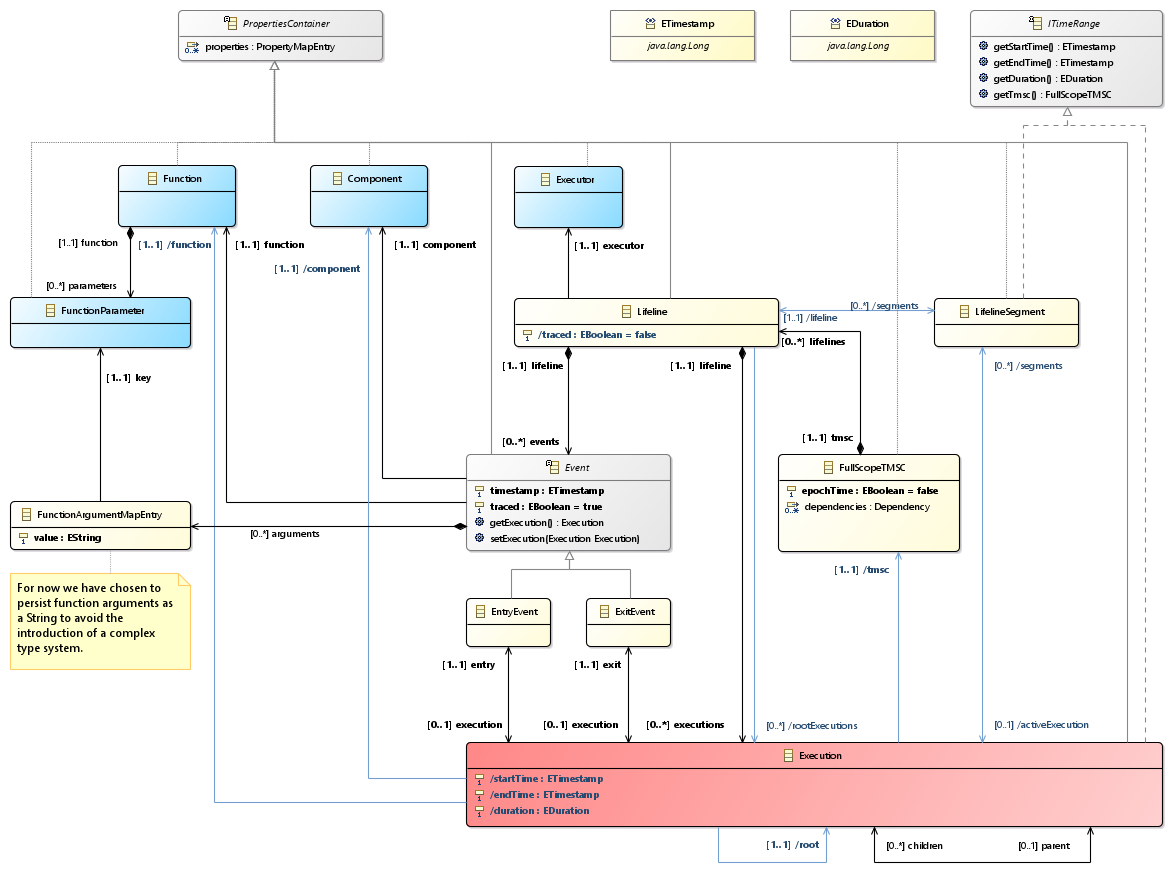 PropertiesContainer
properties : PropertyMapEntry
0..*
ETimestamp
java.lang.Long
EDuration
java.lang.Long
ITimeRange
getStartTime() : ETimestamp
getEndTime() : ETimestamp
getDuration() : EDuration
getTmsc() : FullScopeTMSC
Function
Component
Executor
[1..1] function
[1..1] /function
[1..1] function
[1..1] component
[1..1] executor
[1..1] /component
[0..*] parameters
FunctionParameter
Lifeline
/traced : EBoolean = false
1
[0..*] /segments
[1..1] /lifeline
LifelineSegment
[0..*] lifelines
[1..1] key
[1..1] lifeline
[1..1] lifeline
[0..*] /segments
[0..*] events
[1..1] tmsc
Event
timestamp : ETimestamp
1
traced : EBoolean = true
1
getExecution() : Execution
setExecution(Execution Execution)
FullScopeTMSC
epochTime : EBoolean = false
1
dependencies : Dependency
0..*
FunctionArgumentMapEntry
value : EString
1
[0..*] arguments
[1..1] /tmsc
For now we have chosen to
persist function arguments as
a String to avoid the
introduction of a complex
type system.
EntryEvent
ExitEvent
[1..1] entry
[1..1] exit
[0..1] execution
[0..1] execution
[0..*] executions
[0..*] /rootExecutions
[0..1] /activeExecution
Execution
/startTime : ETimestamp
1
/endTime : ETimestamp
1
/duration : EDuration
1
[1..1] /root
[0..*] children
[0..1] parent